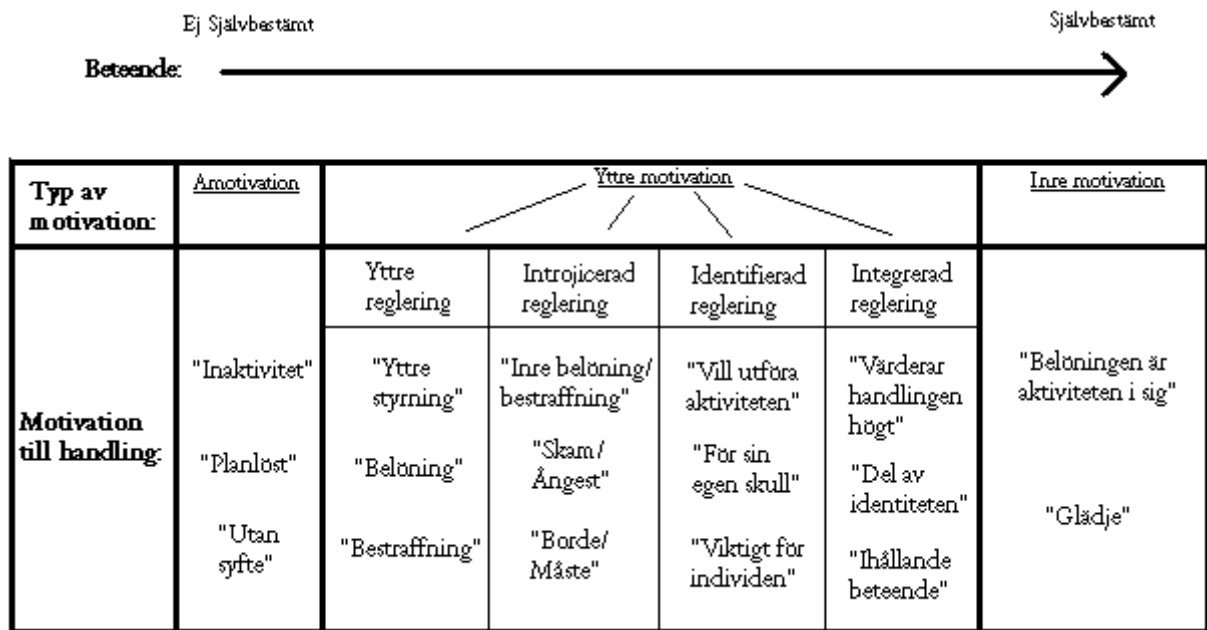 Ej Självbestämt
Självbestämt
Beteende:
Typ av
motivation:
Amotivation
Yttre motivation
Inre motivation
Yttre
reglering
Introjicerad
reglering
Identifierad
reglering
Integrerad
reglering
Motivation
till handling:
"Inaktivitet"
"Planlöst"
"Utan
syfte"
"Yttre
styrning"
"Belöning"
"Bestraffning"
"Inre belöning/
bestraffning"
"Skam/
Ångest"
"Borde/
Måste"
"Vill utföra
aktiviteten"
"För sin
egen skull"
"Viktigt för
individen"
"Värderar
handlingen
högt"
"Del av
identiteten"
"Ihållande
beteende"
"Belöningen är
aktiviteten i sig"
"Glädje"